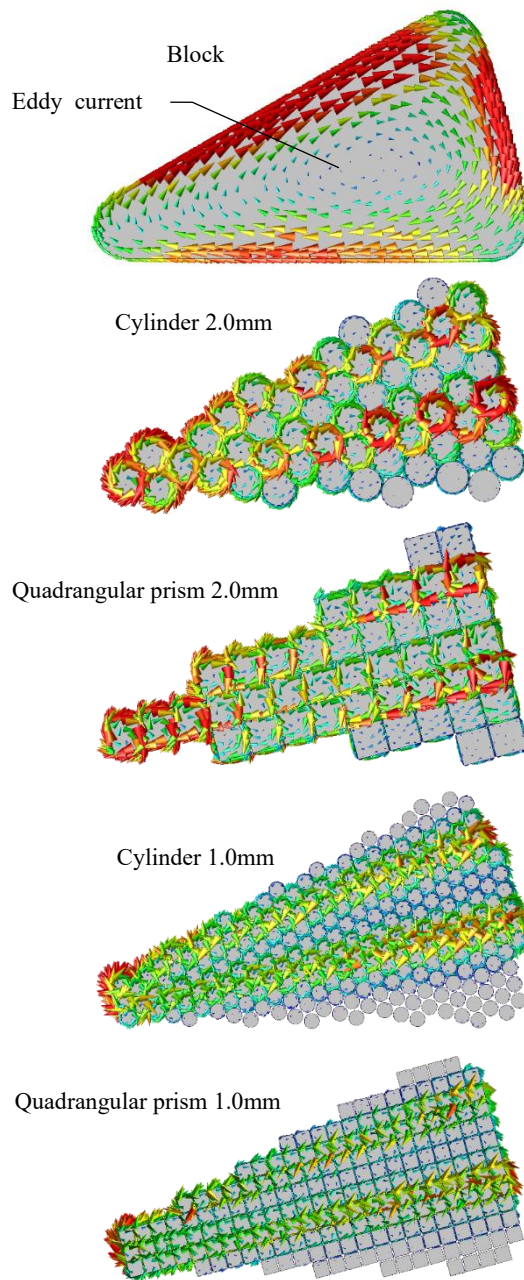 Block
Eddy current
Cylinder 2.0mm
Quadrangular prism 2.0mm
Cylinder 1.0mm
Quadrangular prism 1.0mm